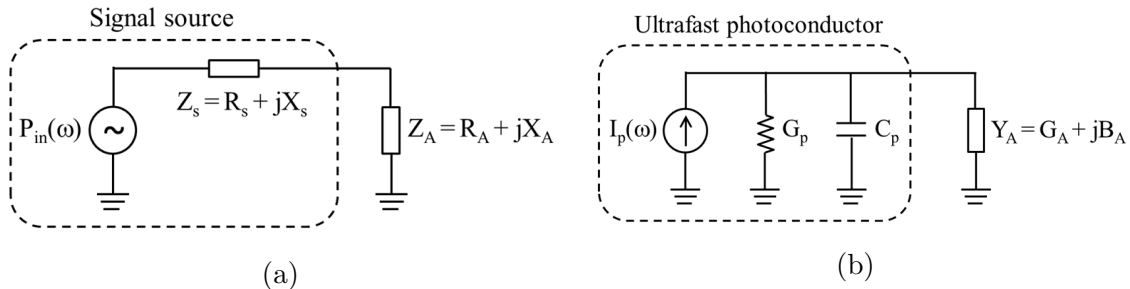 Signal source
P_in(ω)
~
Z_s = R_s + jX_s
Z_A = R_A + jX_A
(a)
Ultrafast photoconductor
I_p(ω)
G_p
C_p
Y_A = G_A + jB_A
(b)